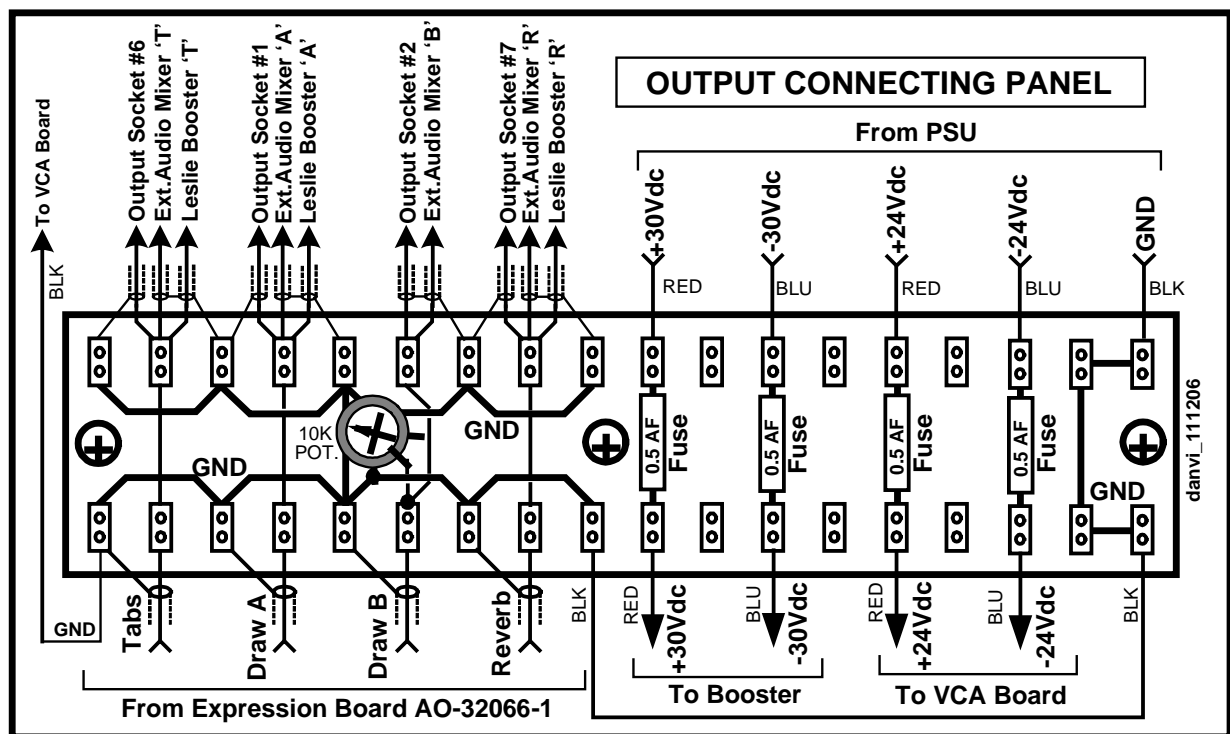 OUTPUT CONNECTING PANEL
From PSU
To VCA Board
Output Socket #6
Ext.Audio Mixer ‘T’
Leslie Booster ‘T’
Output Socket #1
Ext.Audio Mixer ‘A’
Leslie Booster ‘A’
Output Socket #2
Ext.Audio Mixer ‘B’
Output Socket #7
Ext.Audio Mixer ‘R’
Leslie Booster ‘R’
+30Vdc
-30Vdc
+24Vdc
-24Vdc
GND
BLK
RED
BLU
RED
BLU
BLK
10K
POT.
GND
GND
0.5 AF
Fuse
0.5 AF
Fuse
0.5 AF
Fuse
0.5 AF
Fuse
GND
danvi_111206
GND
Tabs
Draw A
Draw B
Reverb
BLK
RED
+30Vdc
BLU
-30Vdc
RED
+24Vdc
BLU
-24Vdc
BLK
To Booster
To VCA Board
From Expression Board AO-32066-1